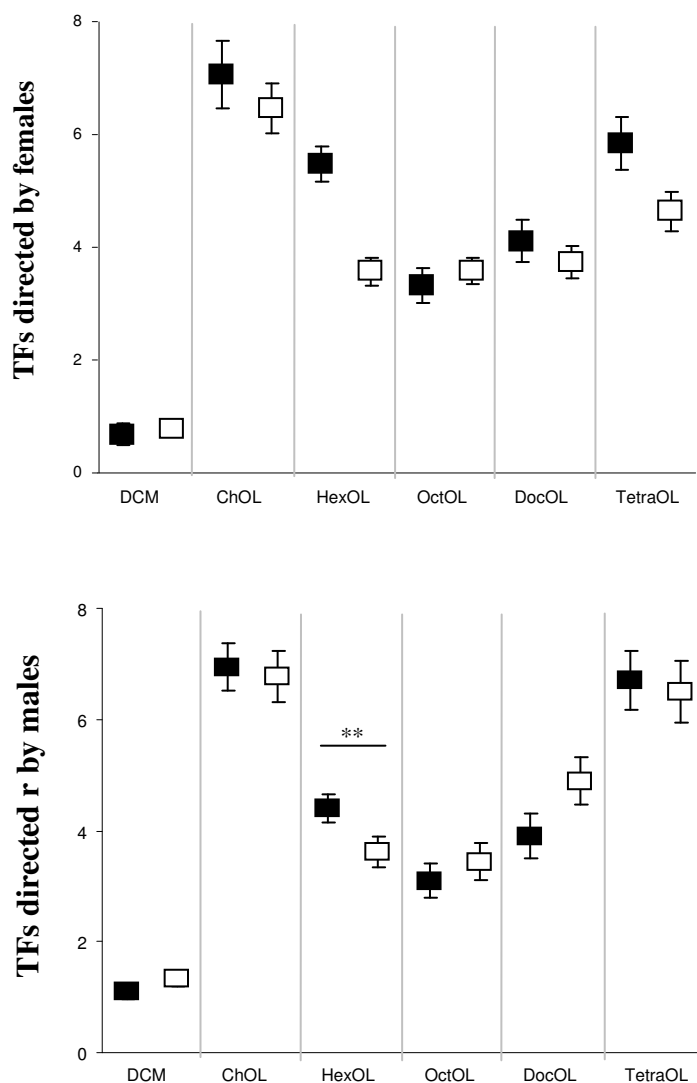 TFs directed by females
8
6
4
2
0
DCM ChOL HexOL OctOL DocOL TetraOL
TFs directed r by males
8
6
**
4
2
0
DCM ChOL HexOL OctOL DocOL TetraOL